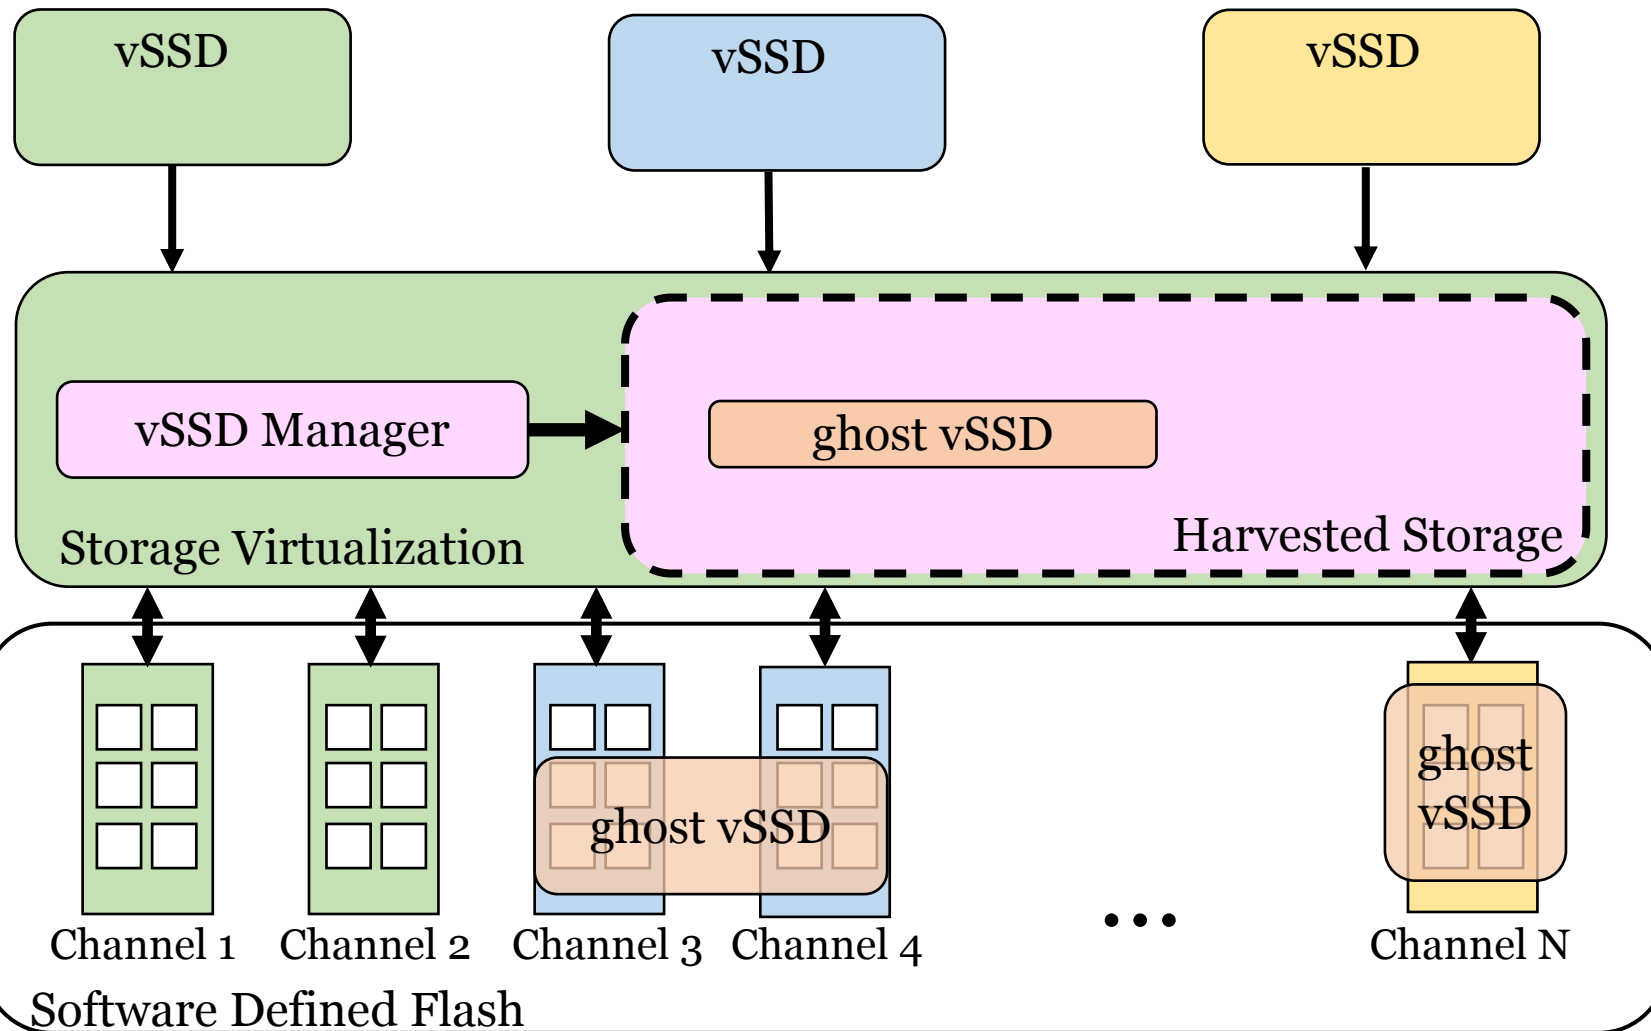 vSSD
vSSD
vSSD
vSSD Manager
ghost vSSD
Storage Virtualization
Harvested Storage
ghost vSSD
ghost
vSSD
Channel 1
Channel 2
Channel 3
Channel 4
...
Channel N
Software Defined Flash